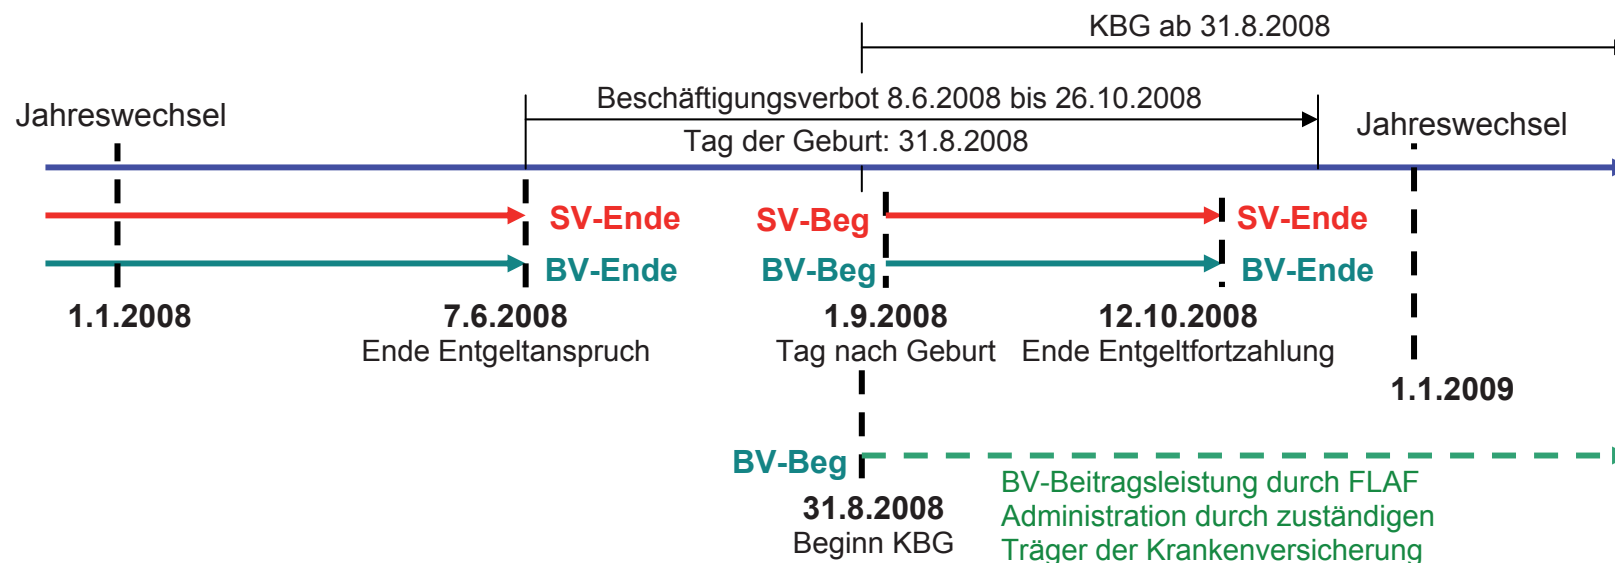 KBG ab 31.8.2008
Beschäftigungsverbot 8.6.2008 bis 26.10.2008
Jahreswechsel
Jahreswechsel
Tag der Geburt: 31.8.2008
SV-Ende
SV-Beg
SV-Ende
BV-Ende
BV-Beg
BV-Ende
1.1.2008
7.6.2008
1.9.2008
12.10.2008
Ende Entgeltanspruch
Tag nach Geburt
Ende Entgeltfortzahlung
1.1.2009
BV-Beg
BV-Beitragsleistung durch FLAF
31.8.2008
Administration durch zuständigen
Beginn KBG
Träger der Krankenversicherung